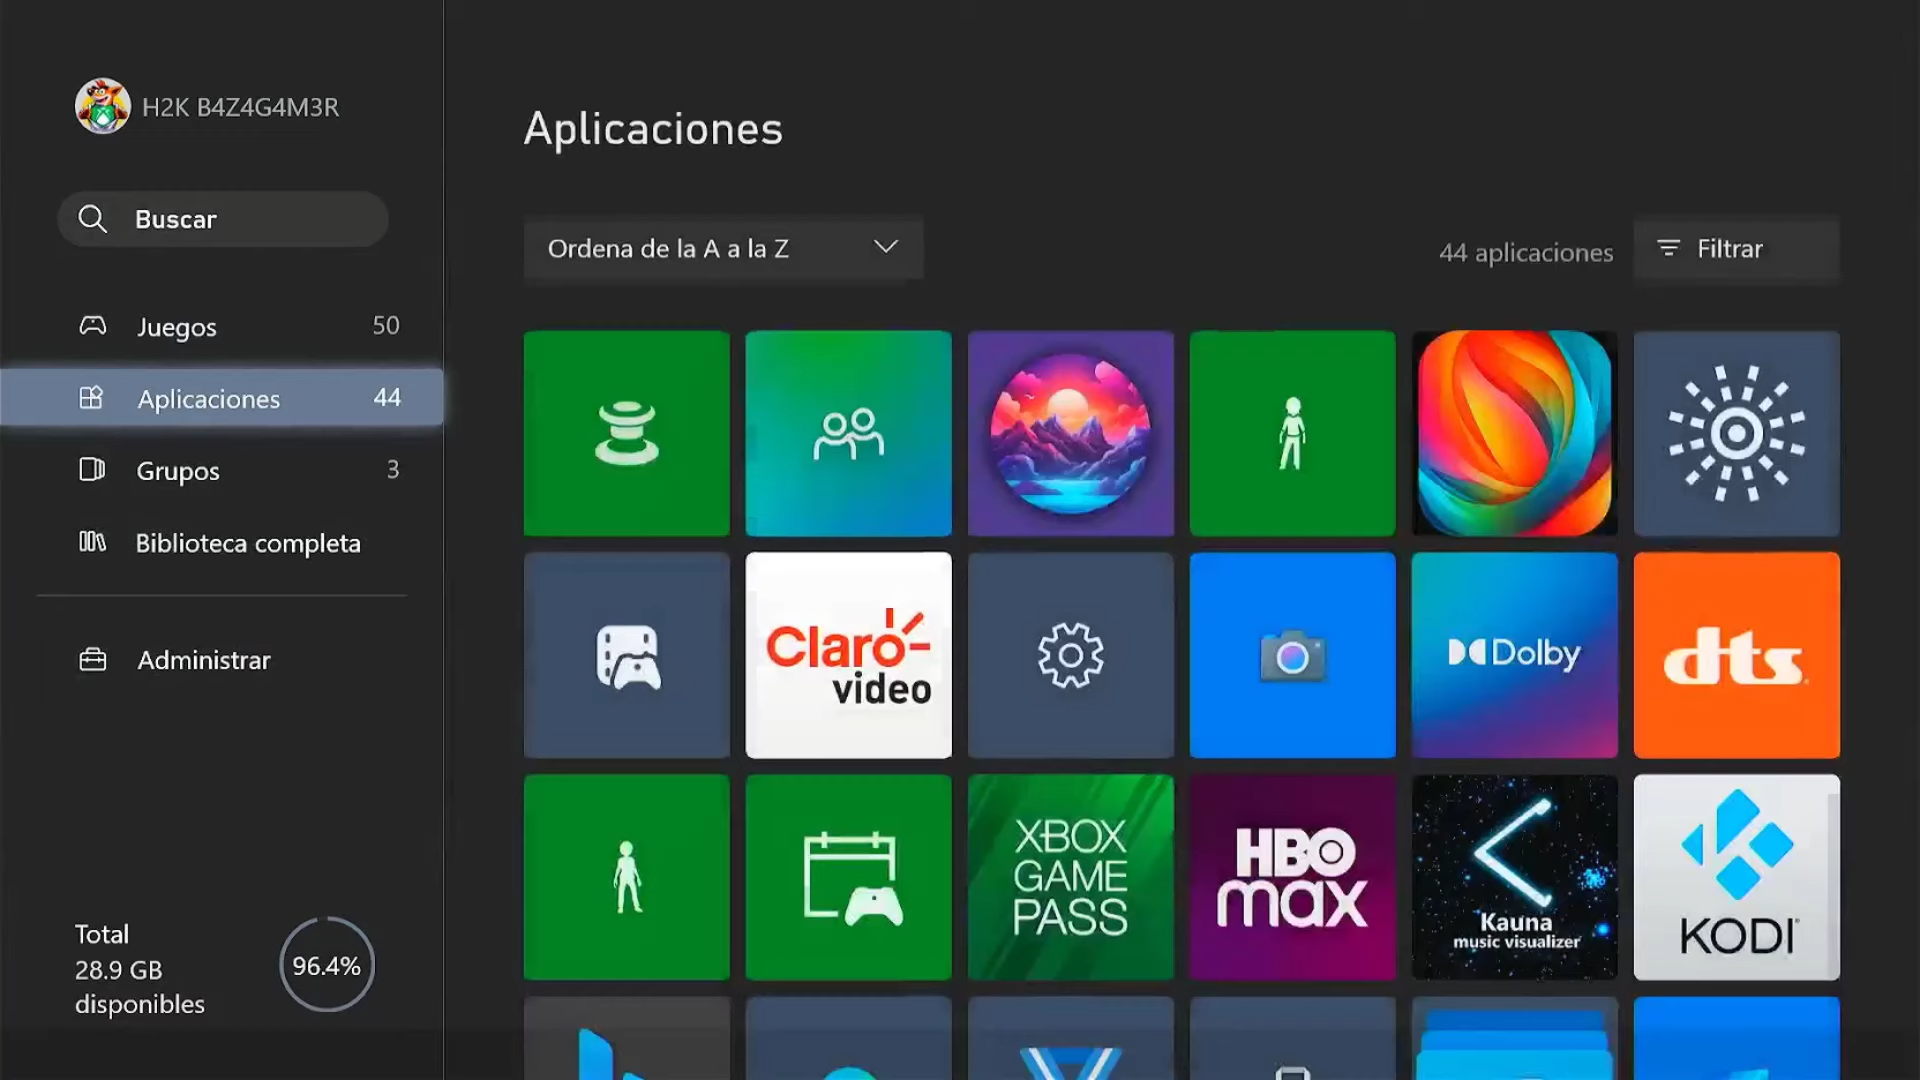 H2K B4Z4G4M3R
Buscar
Juegos 50
Aplicaciones 44
Grupos 3
Biblioteca completa
Administrar
Total
28.9 GB
disponibles
96.4%
Aplicaciones
Ordena de la A a la Z
44 aplicaciones
Filtrar
Claro-
video
Dolby
dts
XBOX
GAME
PASS
HBO
max
Kauna
music visualizer
KODI